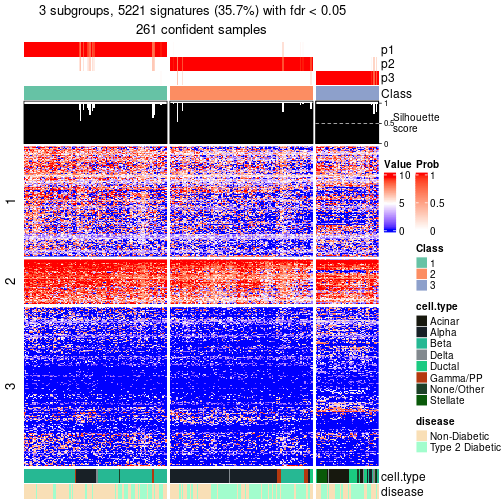 3 subgroups, 5221 signatures (35.7%) with fdr < 0.05
261 confident samples
p1
p2
p3
Class
1
0.5
0
Silhouette
score
1
2
3
Value
10
5
0
Prob
1
0.5
0
Class
1
2
3
cell.type
Acinar
Alpha
Beta
Delta
Ductal
Gamma/PP
None/Other
Stellate
disease
Non-Diabetic
Type 2 Diabetic
cell.type
disease